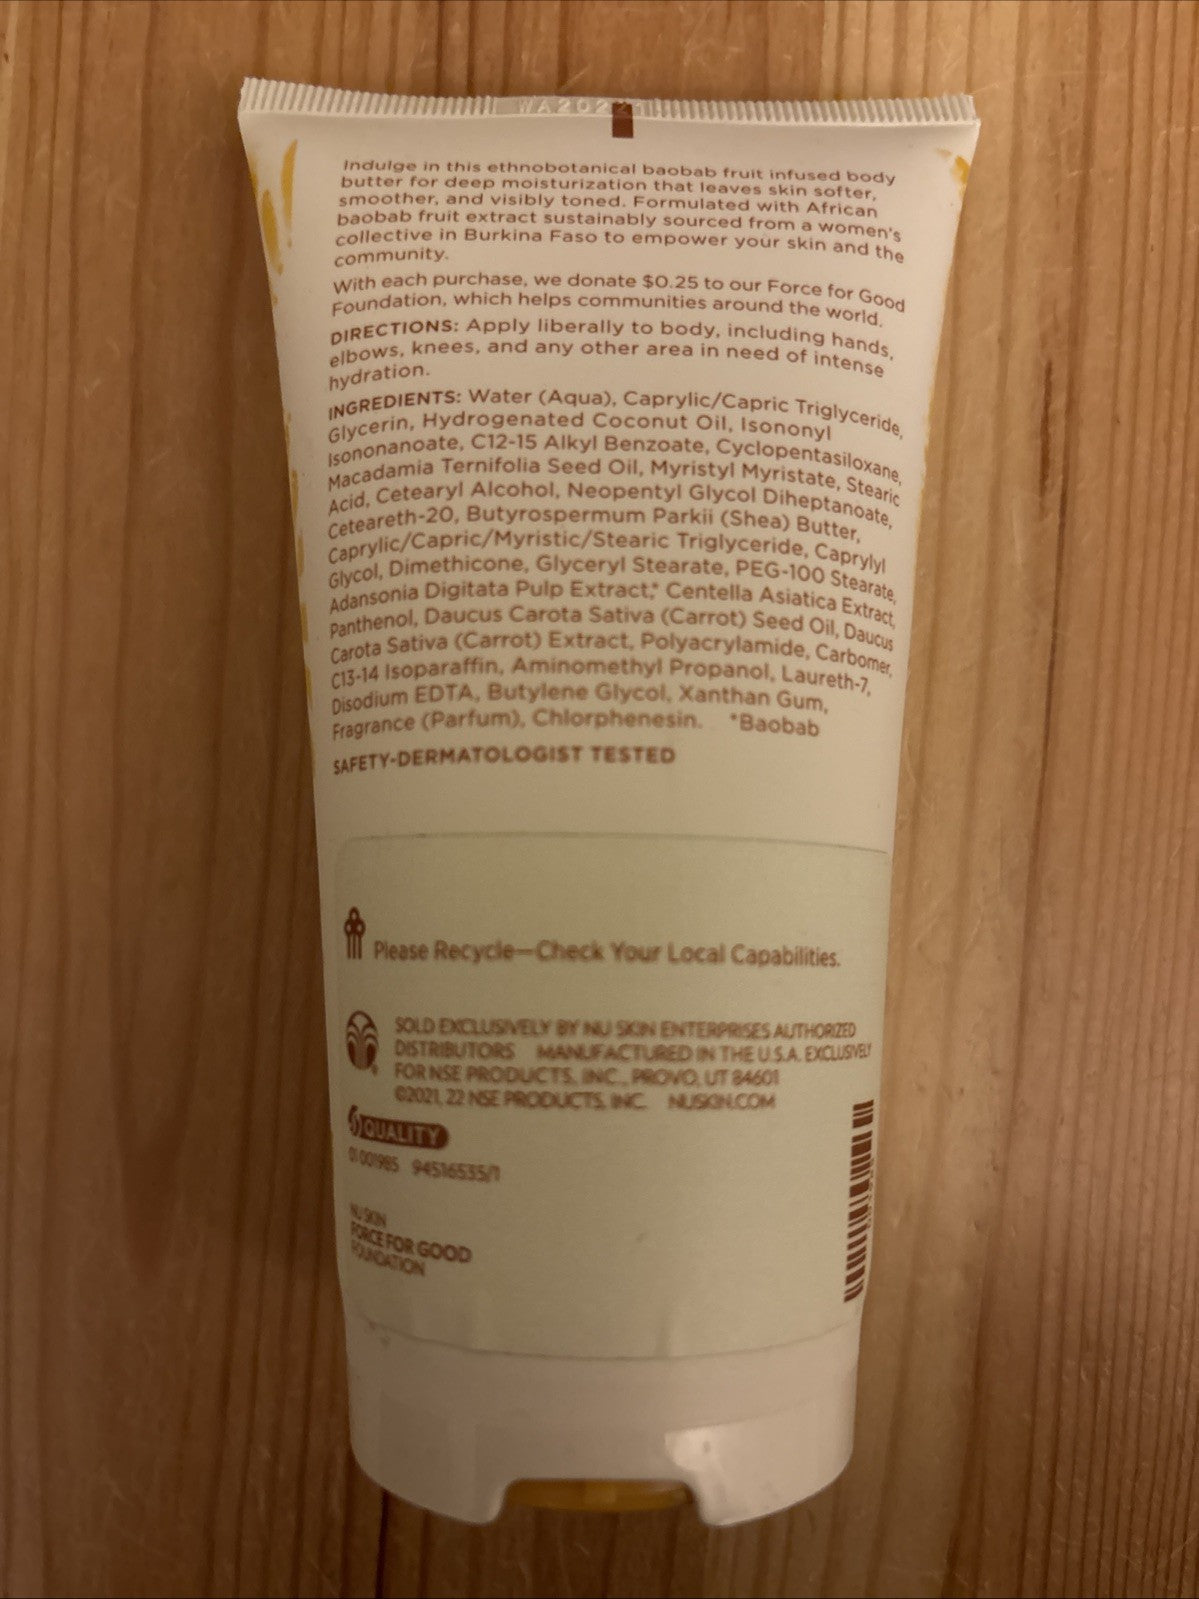 Indulge in this ethnobotanical baobab fruit infused body
butter for deep moisturization that leaves skin softer,
smoother, and visibly toned. Formulated with African
baobab fruit extract sustainably sourced from a women's
collective in Burkina Faso to empower your skin and the
community.
With each purchase, we donate $0.25 to our Force for Good
Foundation, which helps communities around the world.
DIRECTIONS: Apply liberally to body, including hands,
elbows, knees, and any other area in need of intense
hydration.
INGREDIENTS: Water (Aqua), Caprylic/Capric Triglyceride,
Glycerin, Hydrogenated Coconut Oil, Isononyl
Isononanoate, C12-15 Alkyl Benzoate, Cyclopentasiloxane,
Macadamia Ternifolia Seed Oil, Myristyl Myristate, Stearic
Acid, Cetearyl Alcohol, Neopentyl Glycol Diheptanoate,
Ceteareth-20, Butyrospermum Parkii (Shea) Butter,
Caprylic/Capric/Myristic/Stearic Triglyceride, Caprylyl
Glycol, Dimethicone, Glyceryl Stearate, PEG-100 Stearate,
Adansonia Digitata Pulp Extract,* Centella Asiatica Extract,
Panthenol, Daucus Carota Sativa (Carrot) Seed Oil, Daucus
Carota Sativa (Carrot) Extract, Polyacrylamide, Carbomer,
C13-14 Isoparaffin, Aminomethyl Propanol, Laureth-7,
Disodium EDTA, Butylene Glycol, Xanthan Gum,
Fragrance (Parfum), Chlorphenesin. *Baobab
SAFETY-DERMATOLOGIST TESTED
Please Recycle—Check Your Local Capabilities.
SOLD EXCLUSIVELY BY NU SKIN ENTERPRISES AUTHORIZED
DISTRIBUTORS MANUFACTURED IN THE U.S.A. EXCLUSIVELY
FOR NSE PRODUCTS, INC., PROVO, UT 84601
©2021, 22 NSE PRODUCTS, INC. NUSKIN.COM
6 QUALITY
01 001985 94516535/1
NU SKIN
FORCE FOR GOOD
FOUNDATION